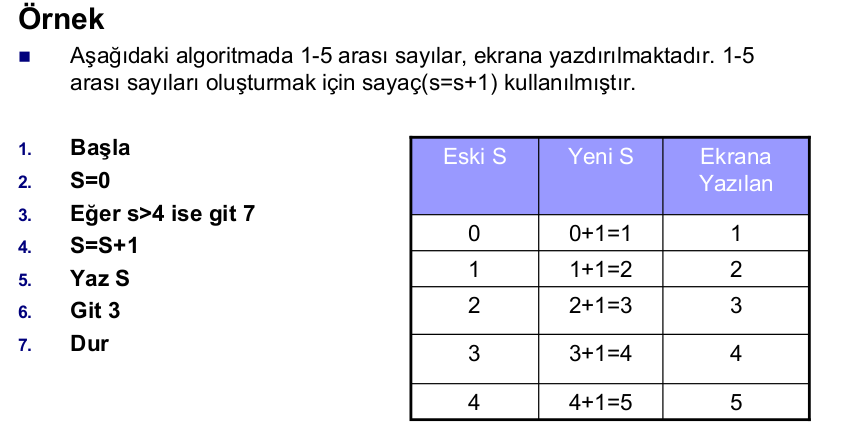 Örnek
Aşağıdaki algoritmada 1-5 arası sayılar, ekrana yazdırılmaktadır. 1-5
arası sayıları oluşturmak için sayaç(s=s+1) kullanılmıştır.
1. Başla
2. S=0
3. Eğer s>4 ise git 7
4. S=S+1
5. Yaz S
6. Git 3
7. Dur
Eski S Yeni S Ekrana
Yazılan
0 0+1=1 1
1 1+1=2 2
2 2+1=3 3
3 3+1=4 4
4 4+1=5 5